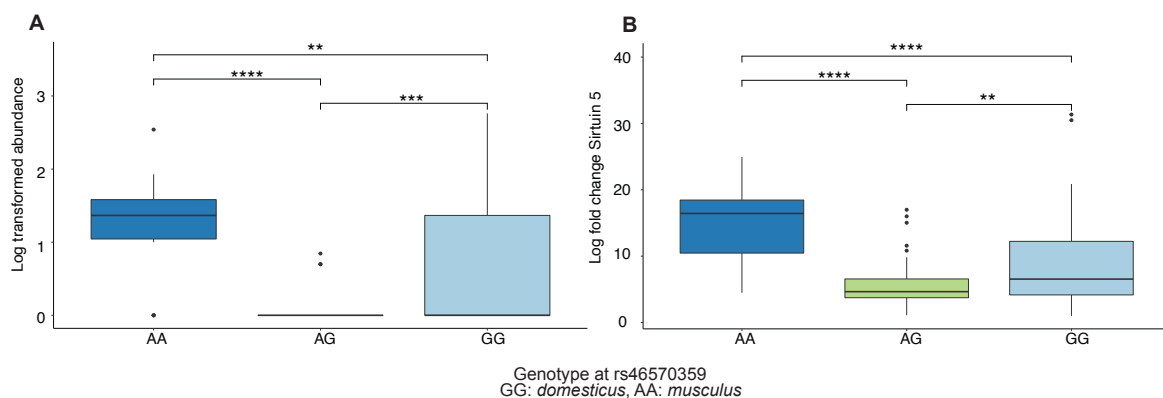 A
Log transformed abundance
3
2
1
0
**
****
***
AA
AG
GG
B
Log fold change Sirtuin 5
40
30
20
10
0
****
****
**
AA
AG
GG
Genotype at rs46570359
GG: domesticus, AA: musculus